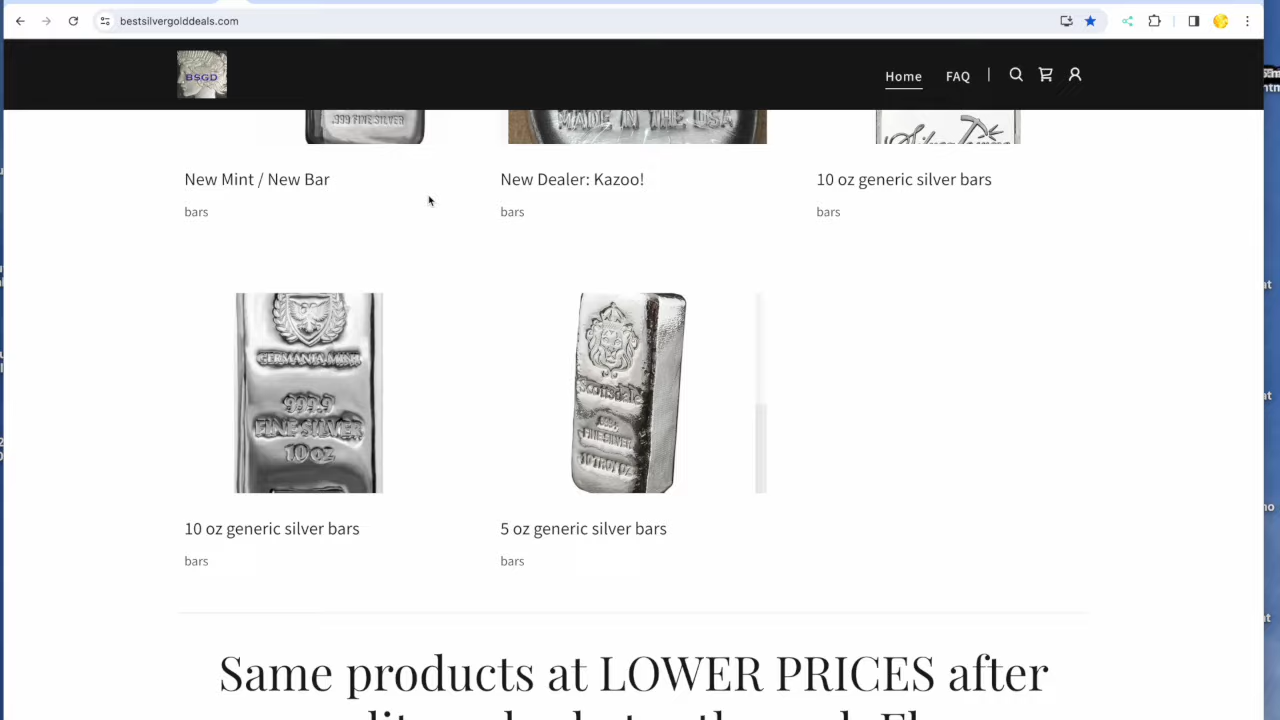 bestsilvergolddeals.com
BSGD
Home FAQ
.999 FINE SILVER
MADE IN THE USA
New Mint / New Bar
New Dealer: Kazoo!
10 oz generic silver bars
bars
bars
bars
GERMANIA MINT
999.9
FINE SILVER
10 oz
Scottsdale
FINE SILVER
10 TROY OZ
10 oz generic silver bars
5 oz generic silver bars
bars
bars
Same products at LOWER PRICES after